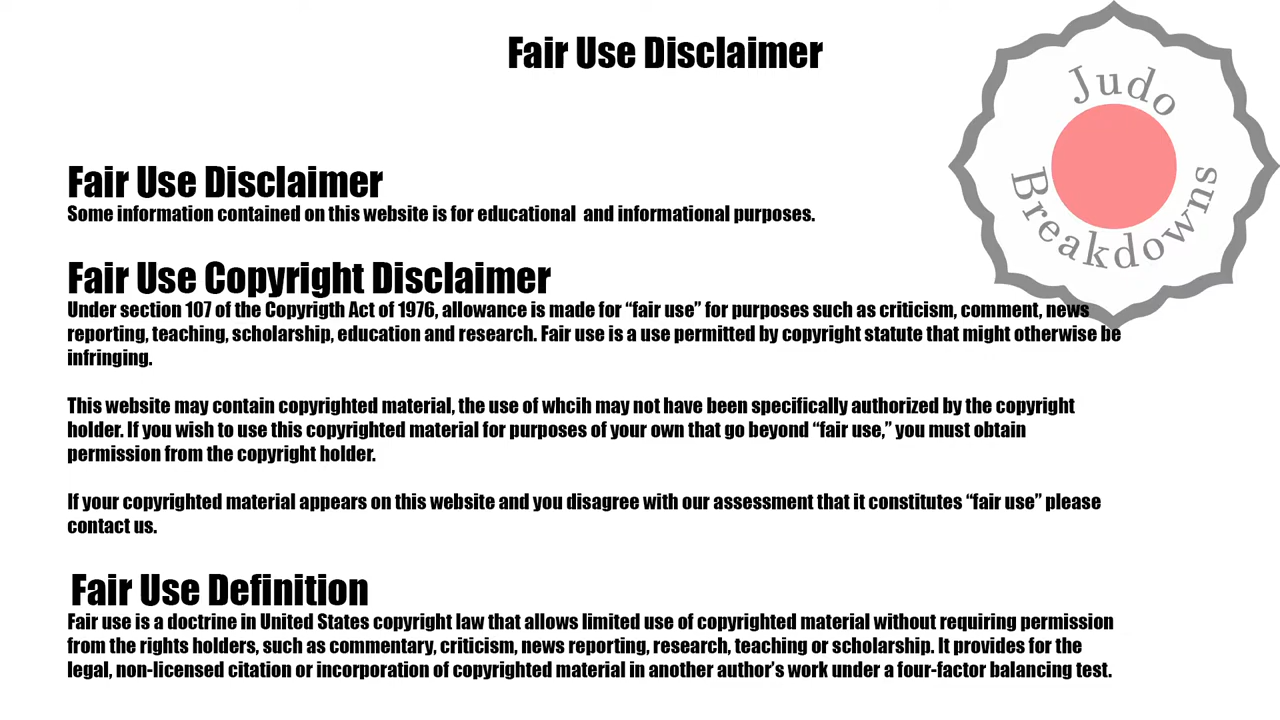 Fair Use Disclaimer
Judo
Breakdowns
Fair Use Disclaimer
Some information contained on this website is for educational  and informational purposes.
Fair Use Copyright Disclaimer
Under section 107 of the Copyrigth Act of 1976, allowance is made for “fair use” for purposes such as criticism, comment, news
reporting, teaching, scholarship, education and research. Fair use is a use permitted by copyright statute that might otherwise be
infringing.
This website may contain copyrighted material, the use of whcih may not have been specifically authorized by the copyright
holder. If you wish to use this copyrighted material for purposes of your own that go beyond “fair use,” you must obtain
permission from the copyright holder.
If your copyrighted material appears on this website and you disagree with our assessment that it constitutes “fair use” please
contact us.
Fair Use Definition
Fair use is a doctrine in United States copyright law that allows limited use of copyrighted material without requiring permission
from the rights holders, such as commentary, criticism, news reporting, research, teaching or scholarship. It provides for the
legal, non-licensed citation or incorporation of copyrighted material in another author’s work under a four-factor balancing test.